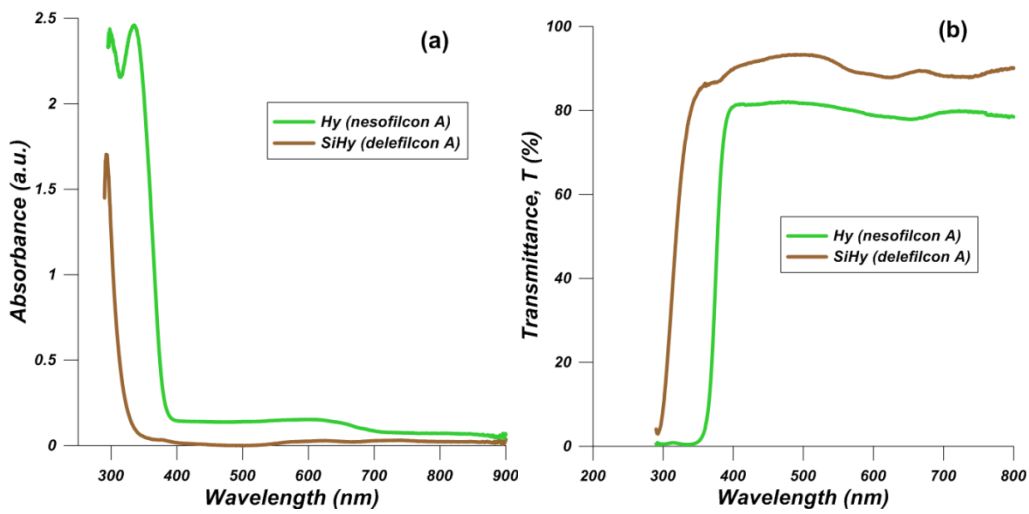 (a)
Absorbance (a.u.)
2.5
2
1.5
1
0.5
0
Hy (nesofilcon A)
SiHy (delefilcon A)
300 400 500 600 700 800 900
Wavelength (nm)
(b)
Transmittance, T (%)
100
80
60
40
20
0
Hy (nesofilcon A)
SiHy (delefilcon A)
200 300 400 500 600 700 800
Wavelength (nm)